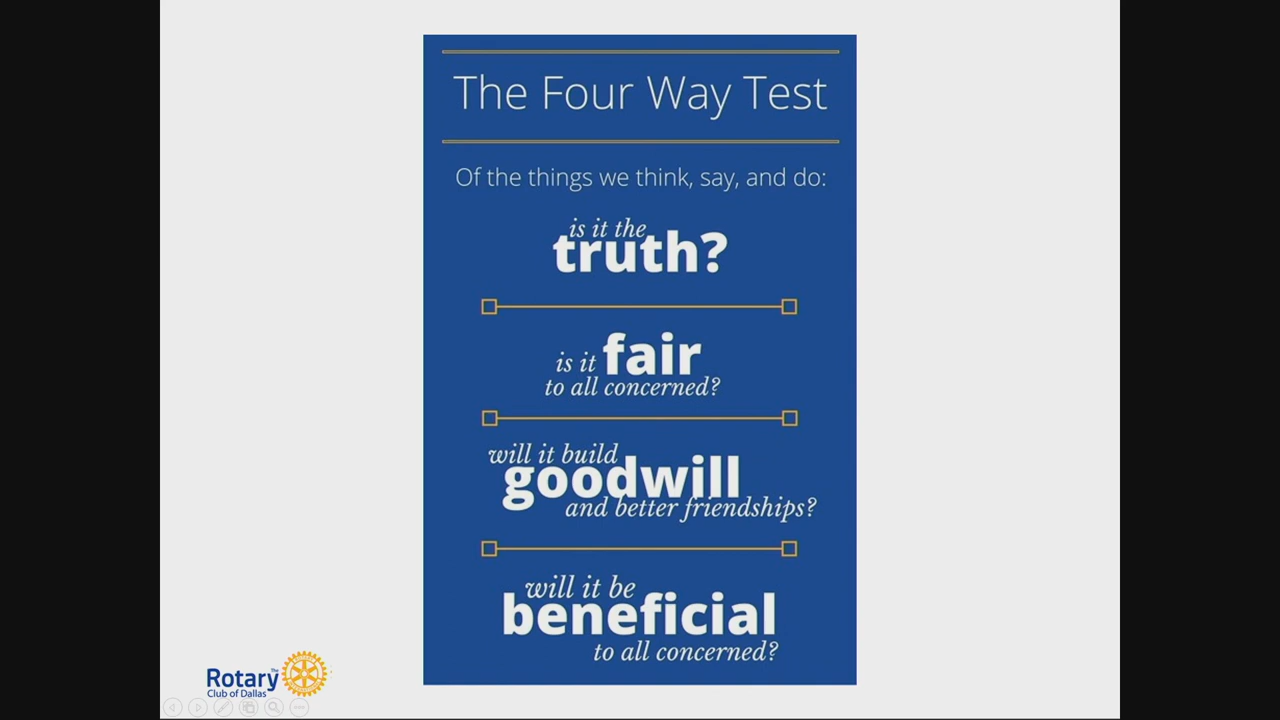 The Four Way Test
Of the things we think, say, and do:
is it the
truth?
is it fair
to all concerned?
will it build
goodwill
and better friendships?
will it be
beneficial
to all concerned?
The
Rotary
Club of Dallas